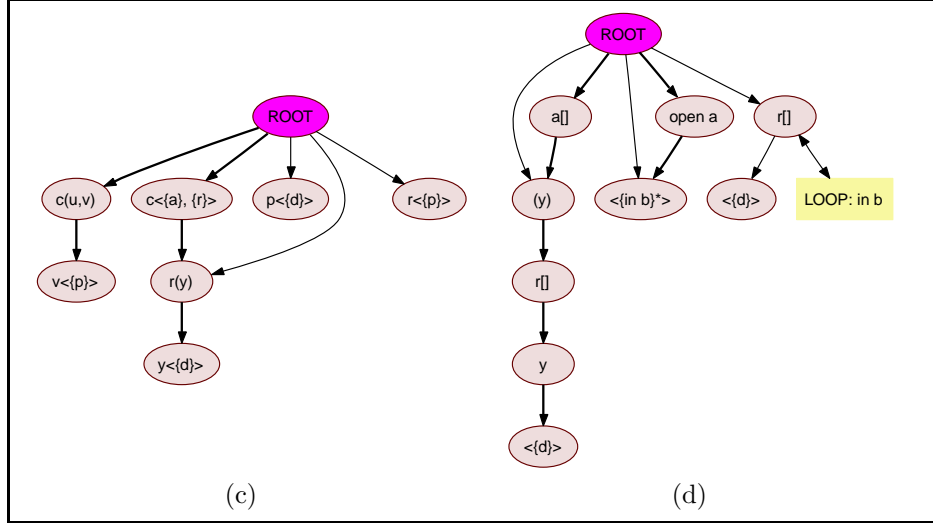 ROOT
c(u,v)
c<{a}, {r}>
p<{d}>
r<{p}>
v<{p}>
r(y)
y<{d}>
(c)
ROOT
a[]
open a
r[]
(y)
<{in b}*>
<{d}>
LOOP: in b
r[]
y
<{d}>
(d)